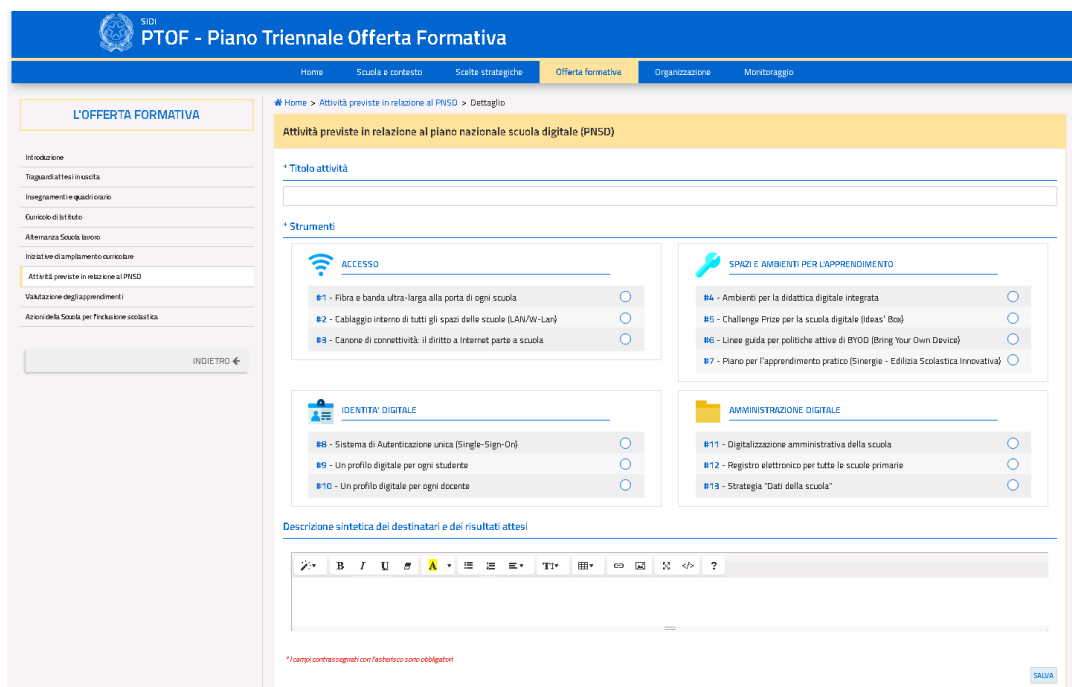 SIDI
PTOF - Piano Triennale Offerta Formativa
Home Scuola e contesto Scelte strategiche Offerta formativa Organizzazione Monitoraggio
L'OFFERTA FORMATIVA
Introduzione
Traguardi attesi in uscita
Insegnamenti e quadri orario
Curricolo di Istituto
Alternanza Scuola lavoro
Iniziative di ampliamento curricolare
Attività previste in relazione al PNSD
Valutazione degli apprendimenti
Azioni della Scuola per l'inclusione scolastica
INDIETRO
Home > Attività previste in relazione al PNSD > Dettaglio
Attività previste in relazione al piano nazionale scuola digitale (PNSD)
* Titolo attività
* Strumenti
ACCESSO
#1 - Fibra e banda ultra-larga alla porta di ogni scuola
#2 - Cablaggio interno di tutti gli spazi delle scuole (LAN/W-Lan)
#3 - Canone di connettività: il diritto a Internet parte a scuola
SPAZI E AMBIENTI PER L'APPRENDIMENTO
#4 - Ambienti per la didattica digitale integrata
#5 - Challenge Prize per la scuola digitale (Ideas' Box)
#6 - Linee guida per politiche attive di BYOD (Bring Your Own Device)
#7 - Piano per l'apprendimento pratico (Sinergie - Edilizia Scolastica Innovativa)
IDENTITA' DIGITALE
#8 - Sistema di Autenticazione unica (Single-Sign-On)
#9 - Un profilo digitale per ogni studente
#10 - Un profilo digitale per ogni docente
AMMINISTRAZIONE DIGITALE
#11 - Digitalizzazione amministrativa della scuola
#12 - Registro elettronico per tutte le scuole primarie
#13 - Strategia "Dati della scuola"
Descrizione sintetica dei destinatari e dei risultati attesi
B I U A T ?
* I campi contrassegnati con l'asterisco sono obbligatori
SALVA